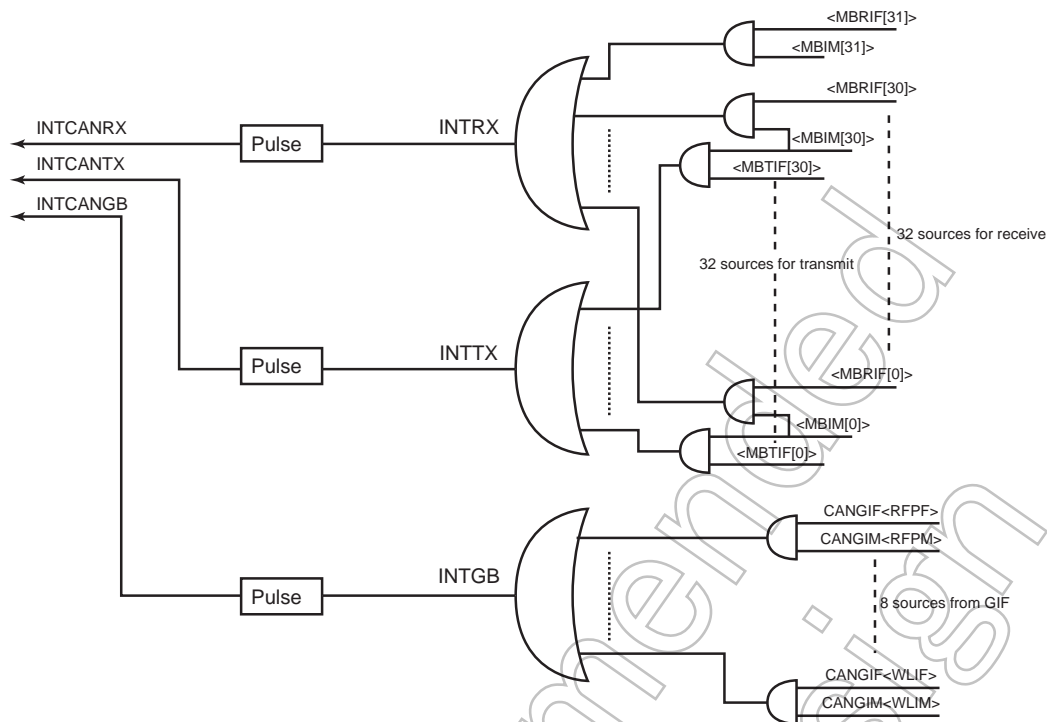 <MBRIF[31]>
<MBIM[31]>
<MBRIF[30]>
INTCANRX
Pulse
INTRX
<MBIM[30]>
INTCANTX
<MBTIF[30]>
INTCANGB
32 sources for receive
32 sources for transmit
Pulse
INTTX
<MBRIF[0]>
<MBIM[0]>
<MBTIF[0]>
CANGIF<RFPF>
CANGIM<RFPM>
INTGB
Pulse
8 sources from GIF
CANGIF<WLIF>
CANGIM<WLIM>
mended
sign